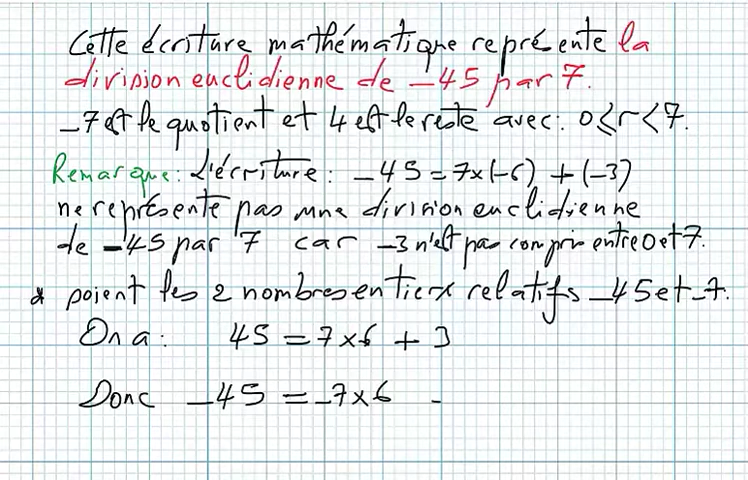 Cette écriture mathématique représente la
division euclidienne de -45 par 7.
-7 est le quotient et 4 est le reste avec: 0≤r<7.
Remarque: L'écriture: -45 = 7×(-6) + (-3)
ne représente pas une division euclidienne
de -45 par 7 car -3 n'est pas compris entre 0 et 7.
* soient les 2 nombres entiers relatifs -45 et -7.
On a: 45 = 7×6 + 3
Donc -45 = -7×6 -